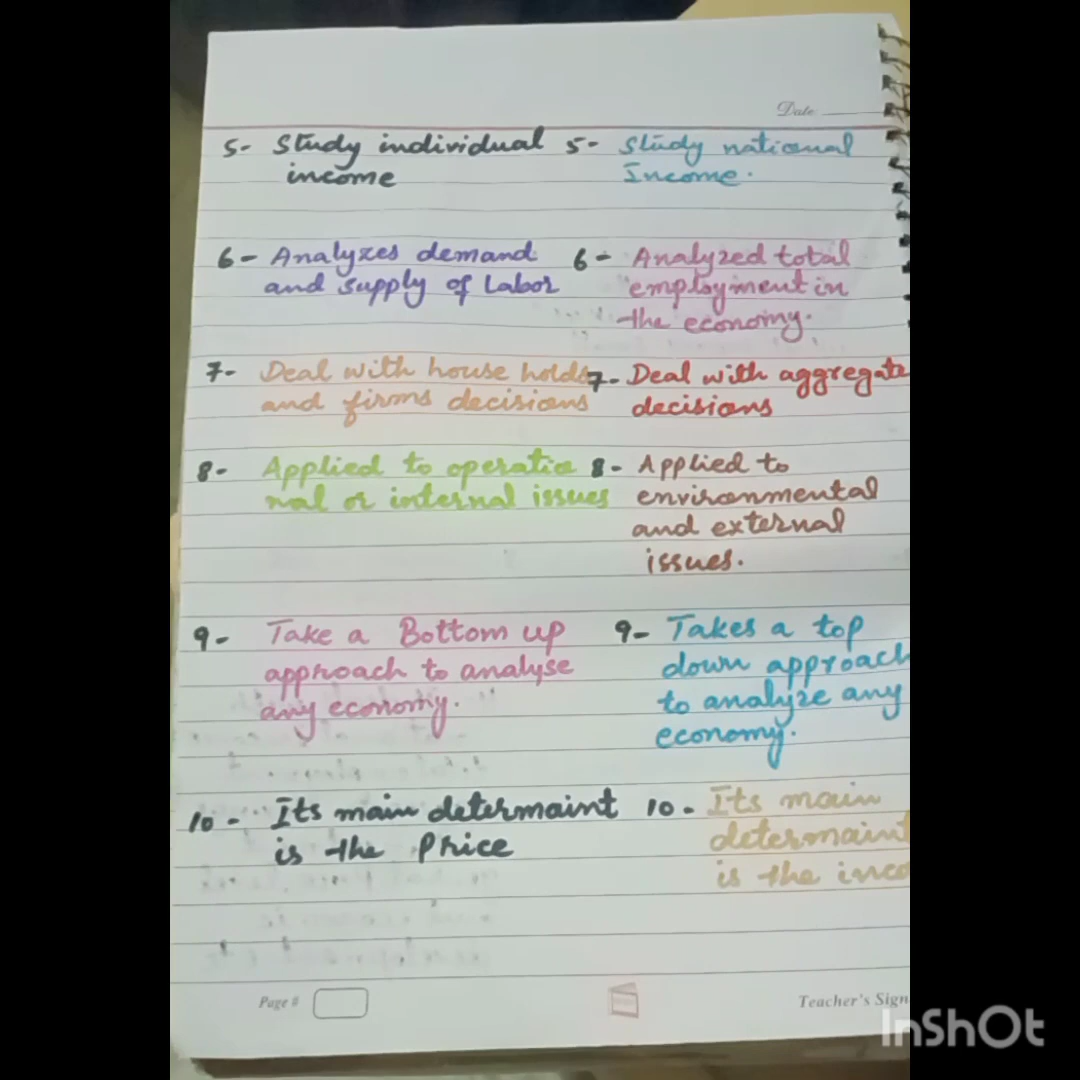 Date
5- Study individual income
5- Study national Income.
6- Analyzes demand and supply of Labor
6- Analyzed total employment in the economy.
7- Deal with house holds and firms decisions
7- Deal with aggregate decisions
8- Applied to operatio nal or internal issues
8- Applied to environmental and external issues.
9- Take a Bottom up approach to analyse any economy.
9- Takes a top down approach to analyze any economy.
10- Its main determaint is the Price
10- Its main determaint is the inco
Page #
Teacher's Sign
InShOt